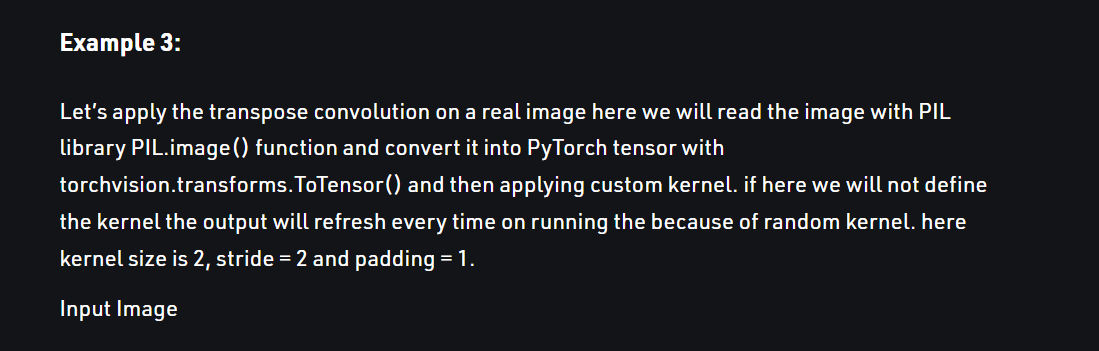 Example 3:
Let's apply the transpose convolution on a real image here we will read the image with PIL
library PIL.image() function and convert it into PyTorch tensor with
torchvision.transforms.ToTensor() and then applying custom kernel. if here we will not define
the kernel the output will refresh every time on running the because of random kernel. here
kernel size is 2, stride = 2 and padding = 1.
Input Image